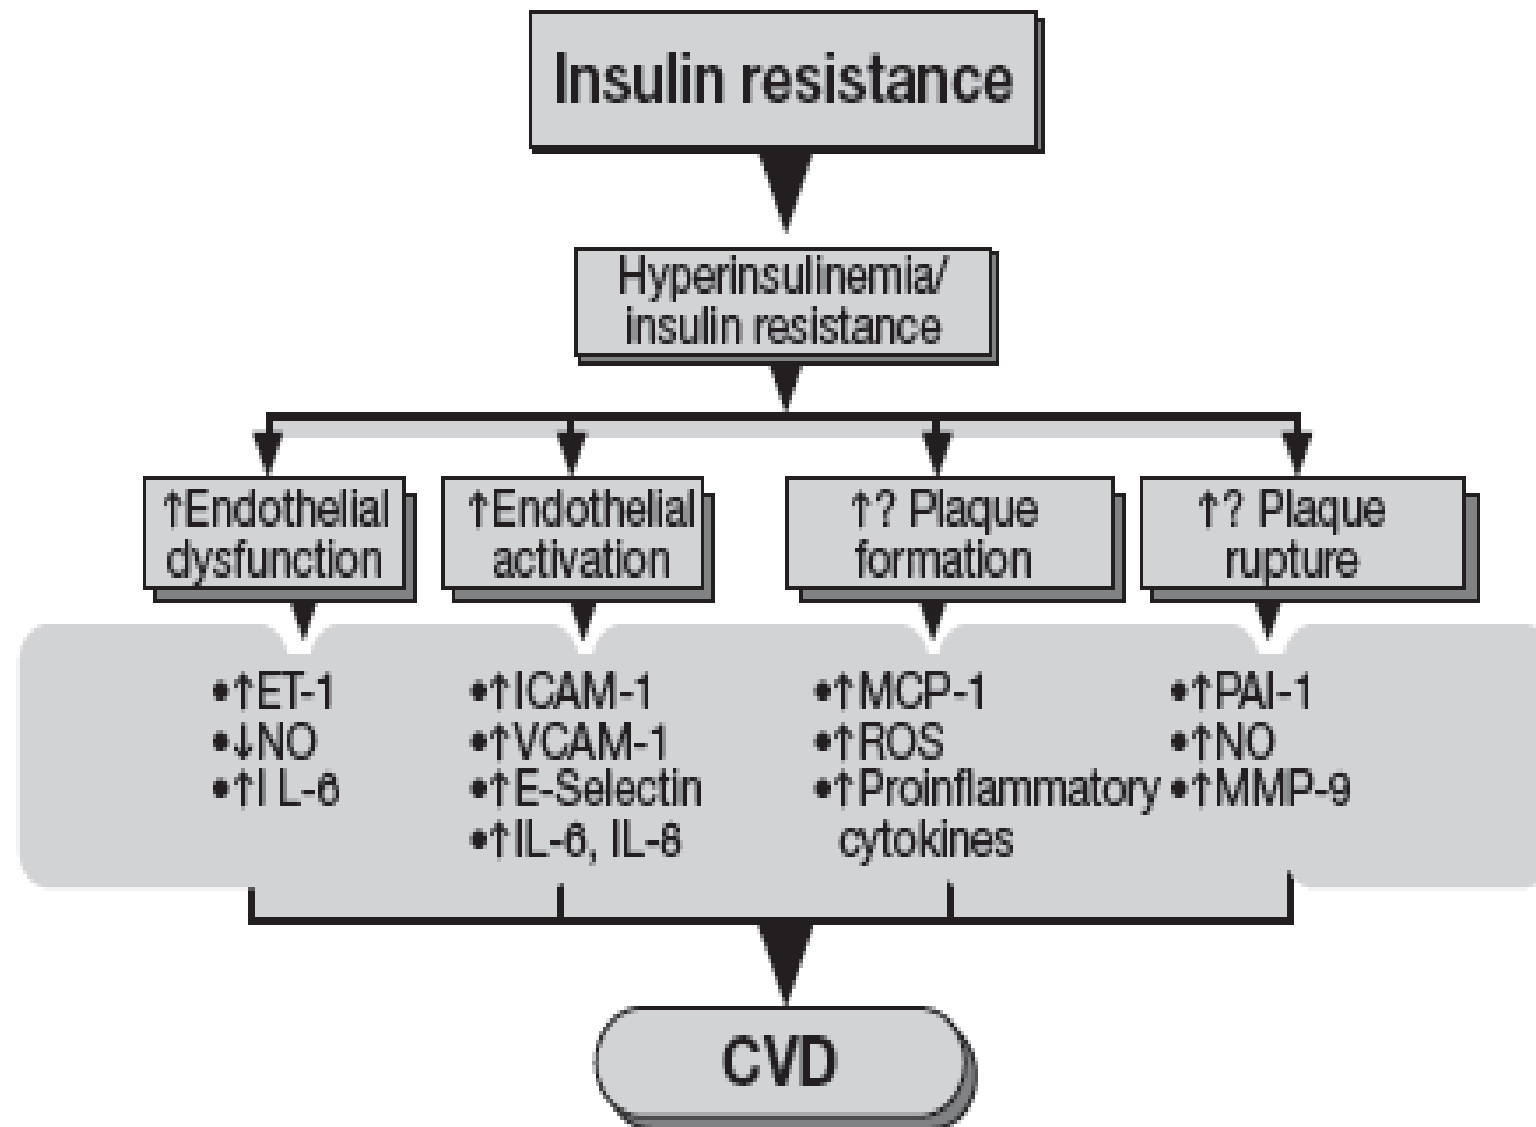 Insulin resistance
Hyperinsulinemia/
insulin resistance
↑Endothelial
dysfunction
↑Endothelial
activation
↑? Plaque
formation
↑? Plaque
rupture
•↑ET-1
•↓NO
•↑IL-6
•↑ICAM-1
•↑VCAM-1
•↑E-Selectin
•↑IL-6, IL-8
•↑MCP-1
•↑ROS
•↑Proinflammatory
cytokines
•↑PAI-1
•↑NO
•↑MMP-9
CVD